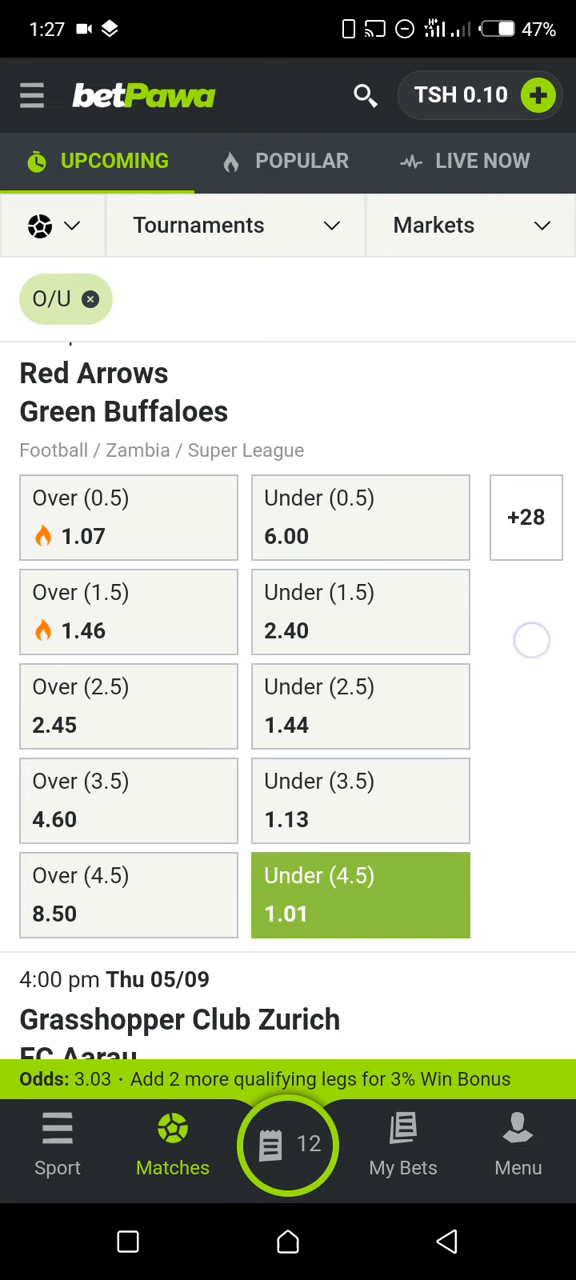 1:27 47%
betPawa TSH 0.10 +
UPCOMING POPULAR LIVE NOW
Tournaments Markets
O/U
Red Arrows
Green Buffaloes
Football / Zambia / Super League
Over (0.5) Under (0.5)
1.07 6.00 +28
Over (1.5) Under (1.5)
1.46 2.40
Over (2.5) Under (2.5)
2.45 1.44
Over (3.5) Under (3.5)
4.60 1.13
Over (4.5) Under (4.5)
8.50 1.01
4:00 pm Thu 05/09
Grasshopper Club Zurich
FC Aarau
Odds: 3.03 · Add 2 more qualifying legs for 3% Win Bonus
12
Sport Matches My Bets Menu